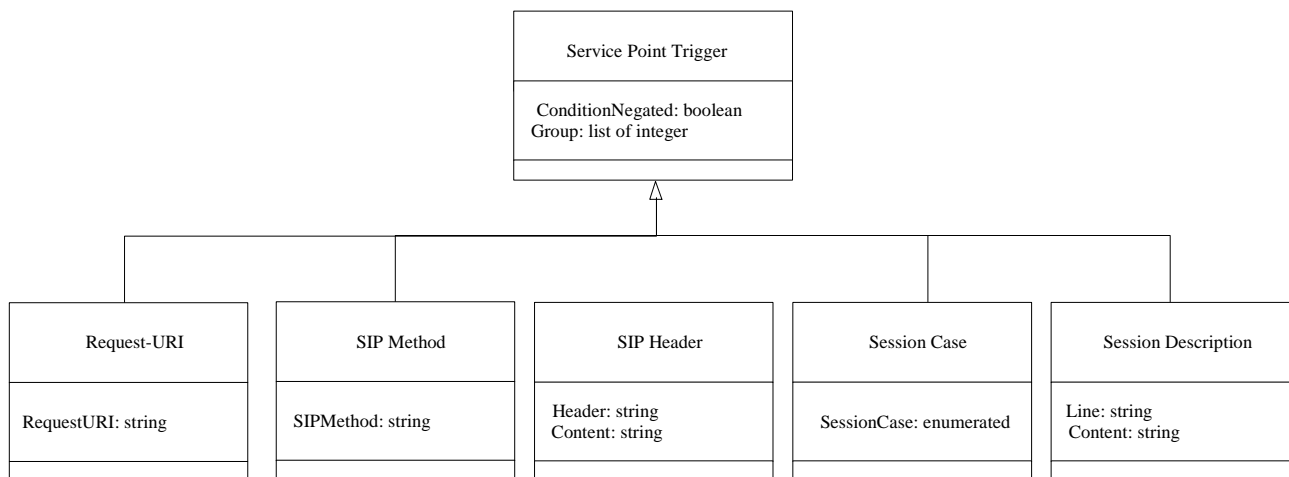 Service Point Trigger
ConditionNegated: boolean
Group: list of integer
Request-URI
SIP Method
SIP Header
Session Case
Session Description
RequestURI: string
SIPMethod: string
Header: string
Content: string
SessionCase: enumerated
Line: string
Content: string